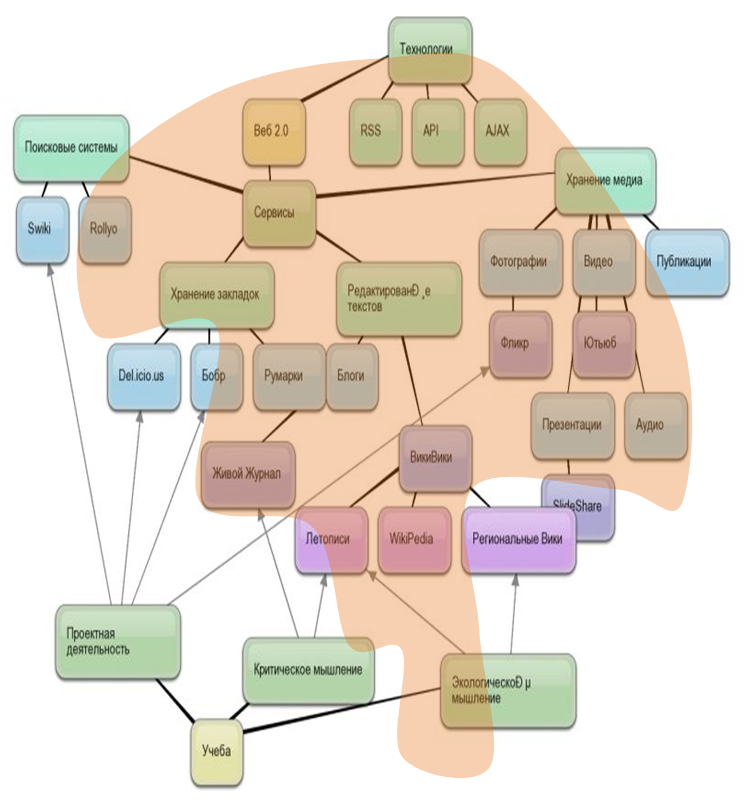 Технологии
Веб 2.0
RSS
API
AJAX
Поисковые системы
Хранение медиа
Swiki
Rollyo
Сервисы
Фотографии
Видео
Публикации
Хранение закладок
РедактированÐ ¸е
текстов
Фликр
Ютьюб
Del.icio.us
Бобр
Румарки
Блоги
Презентации
Аудио
ВикиВики
Живой Журнал
SlideShare
Летописи
WikiPedia
Региональные Вики
Проектная
деятельность
Критическое мышление
ЭкологическоÐ µ
мышление
Учеба